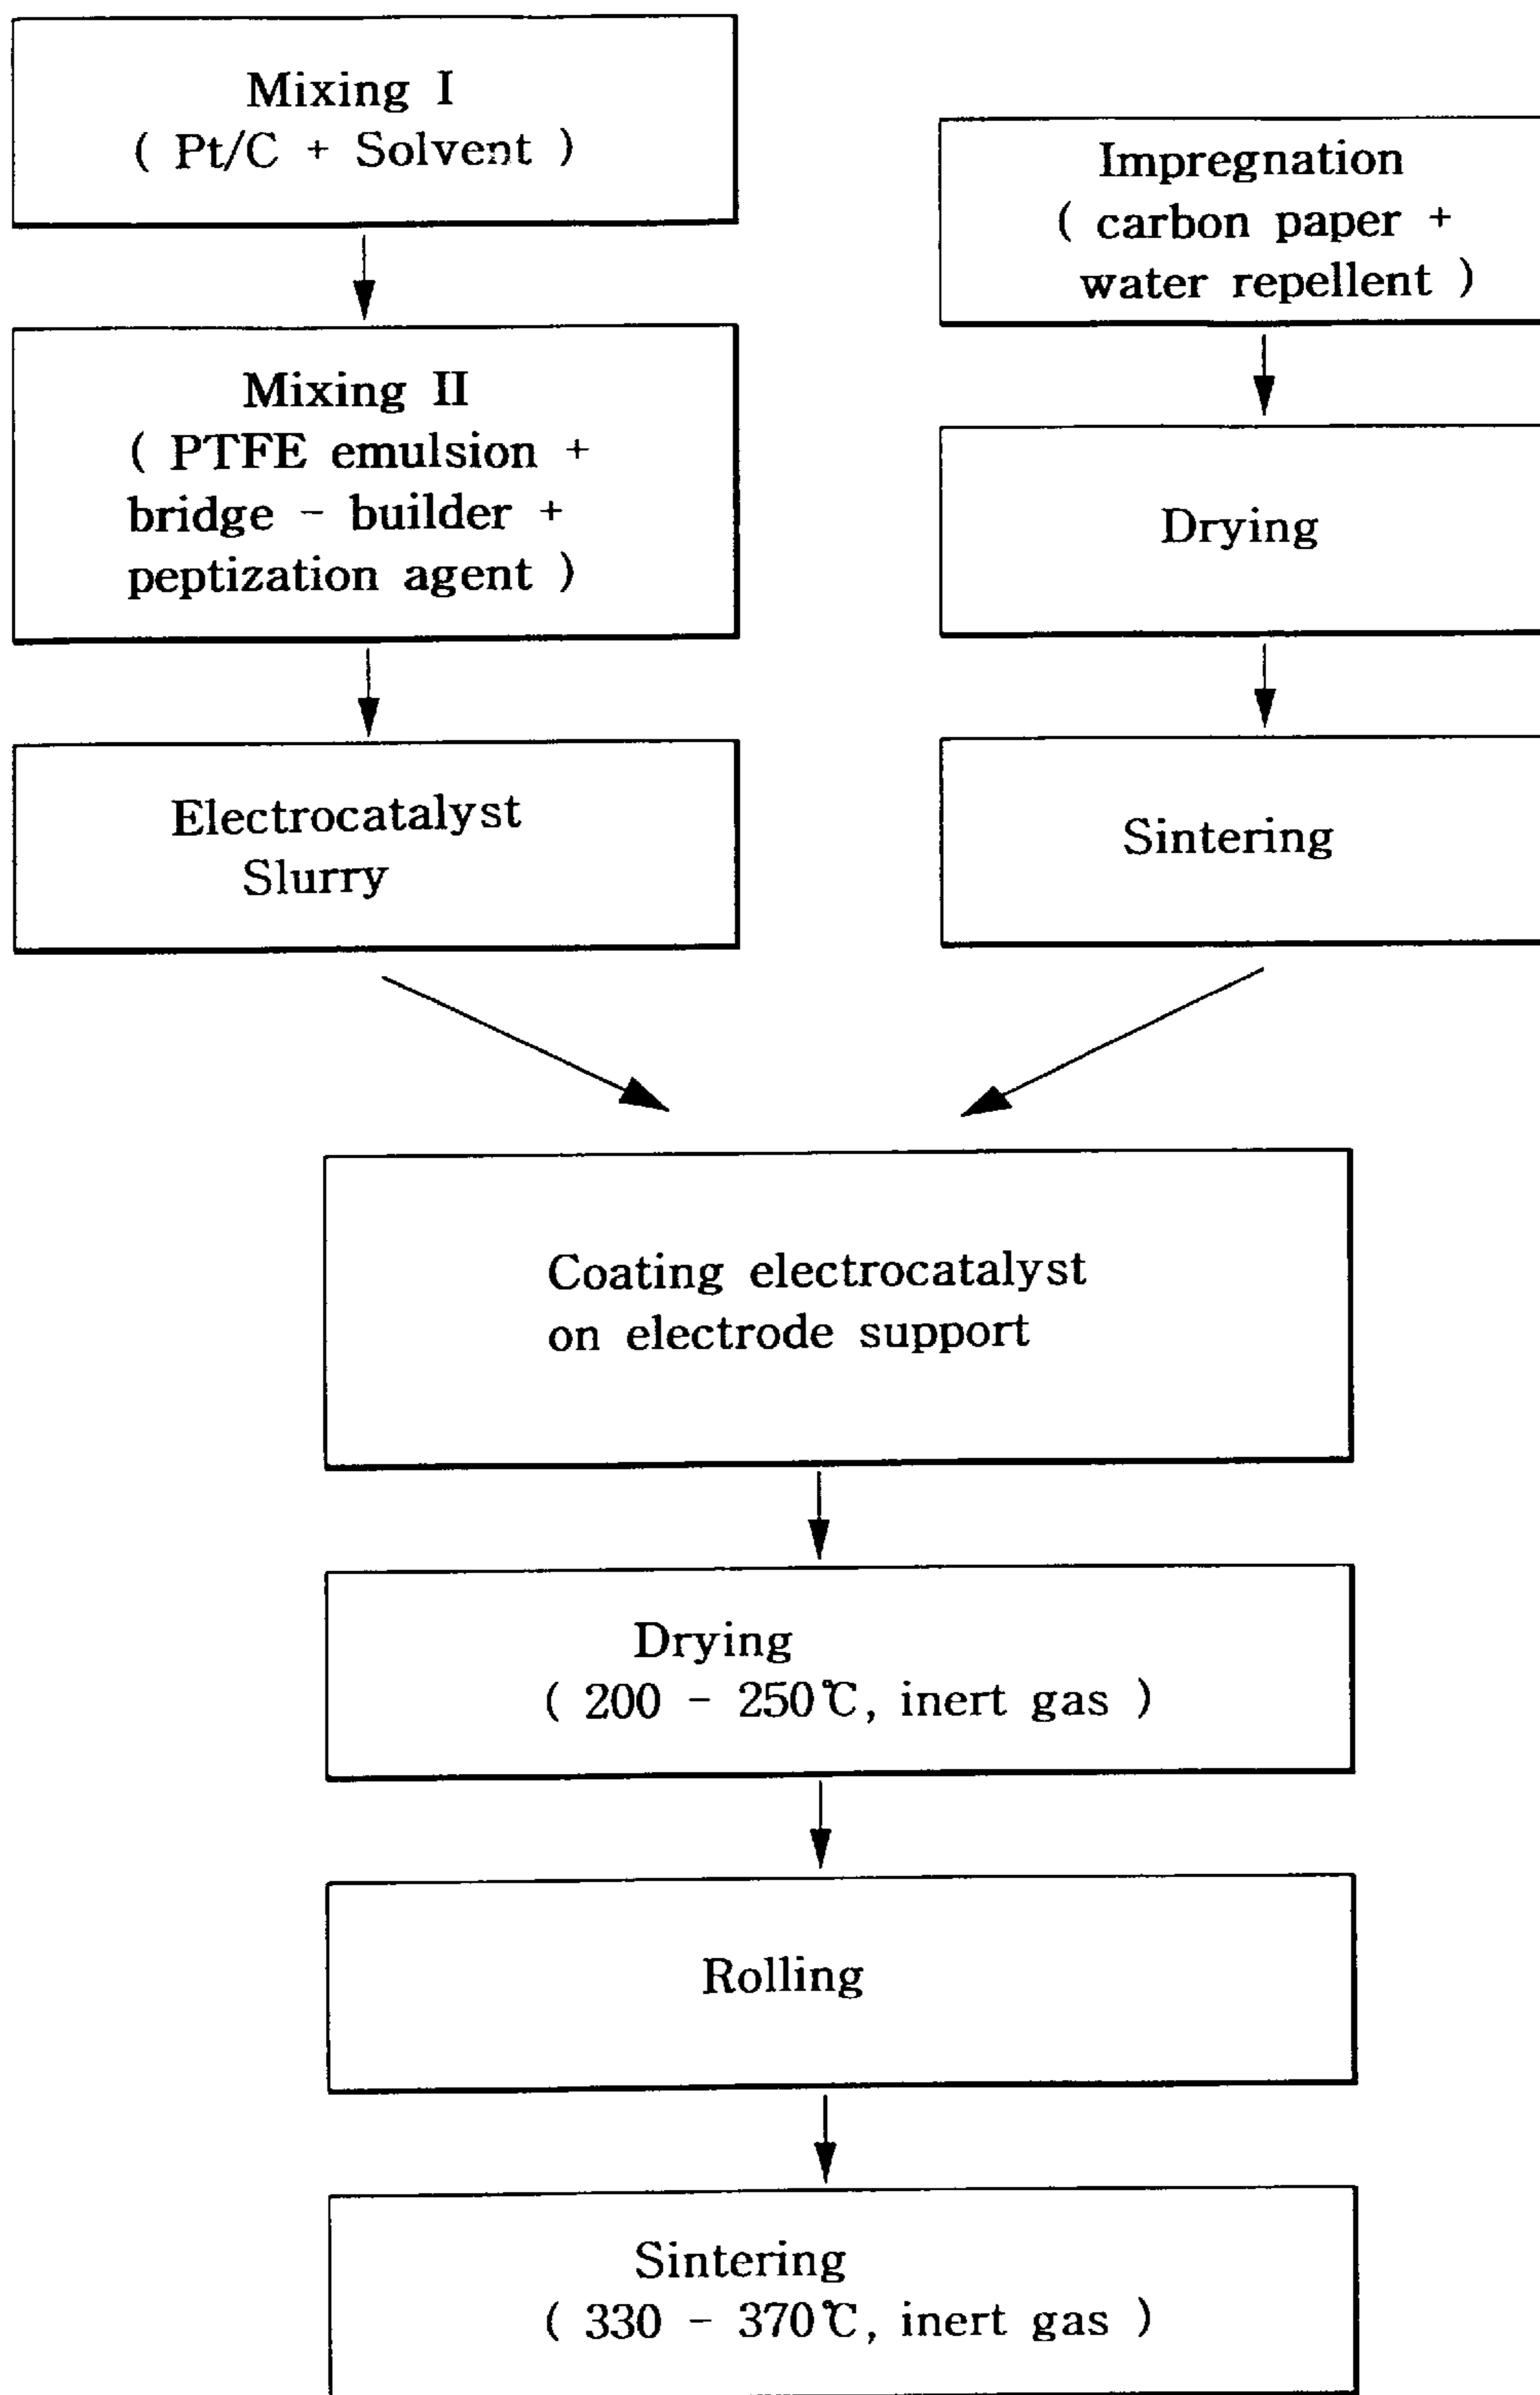 Mixing I
( Pt/C + Solvent )
Mixing II
( PTFE emulsion +
bridge - builder +
peptization agent )
Electrocatalyst
Slurry
Impregnation
( carbon paper +
water repellent )
Drying
Sintering
Coating electrocatalyst
on electrode support
Drying
( 200 - 250℃, inert gas )
Rolling
Sintering
( 330 - 370℃, inert gas )